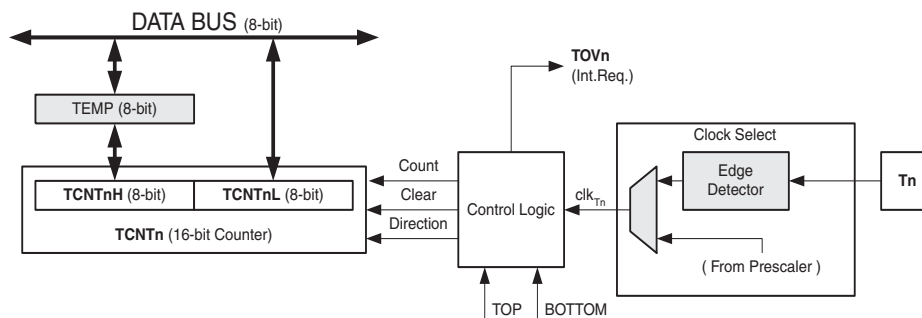 DATA BUS (8-bit)
TOVn
(Int.Req.)
TEMP (8-bit)
Clock Select
Count
Edge
Detector
Tn
TCNTnH (8-bit) TCNTnL (8-bit)
Clear
Control Logic
clkTn
TCNTn (16-bit Counter)
Direction
( From Prescaler )
TOP
BOTTOM